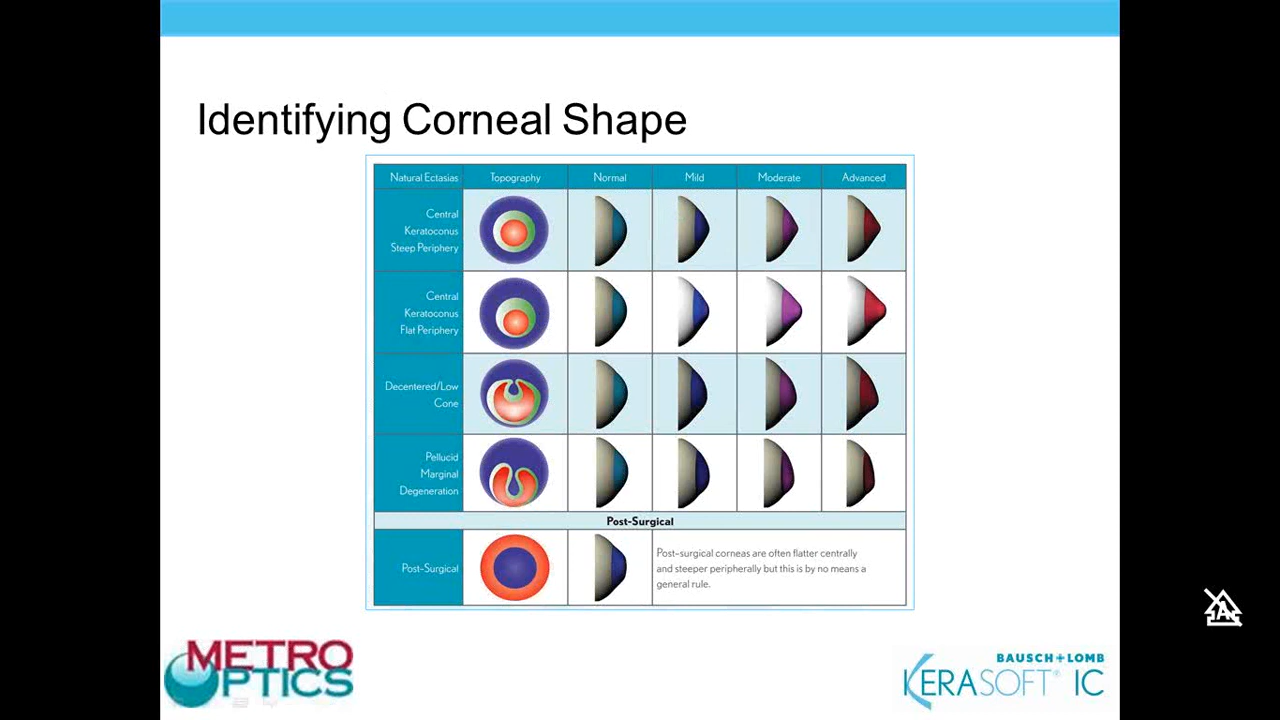 Identifying Corneal Shape
Natural Ectasias Topography Normal Mild Moderate Advanced
Central
Keratoconus
Steep Periphery
Central
Keratoconus
Flat Periphery
Decentered/Low
Cone
Pellucid
Marginal
Degeneration
Post-Surgical
Post-Surgical
Post-surgical corneas are often flatter centrally
and steeper peripherally but this is by no means a
general rule.
METRO
OPTICS
BAUSCH+LOMB
KERASOFT® IC
A